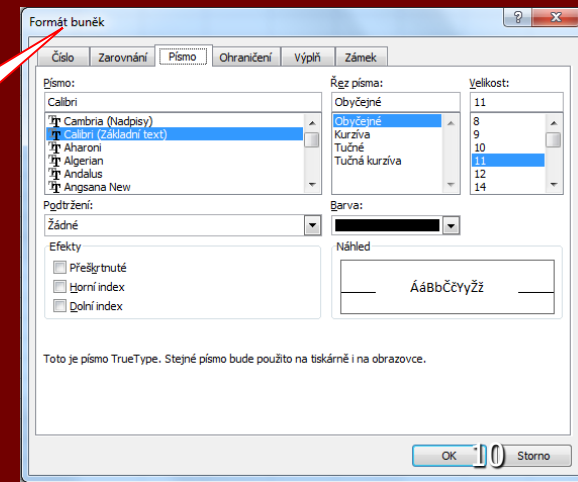 Formát buněk
Číslo Zarovnání Písmo Ohraničení Výplň Zámek
Písmo: Řez písma: Velikost:
Calibri Obyčejné 11
Cambria (Nadpisy) Obyčejné 8
Calibri (Základní text) Kurzíva 9
Aharoni Tučné 10
Algerian Tučná kurzíva 11
Andalus 12
Angsana New 14
Podtržení: Barva:
Žádné
Efekty Náhled
Přeškrtnuté
Horní index ÁáBbČčYyŽž
Dolní index
Toto je písmo TrueType. Stejné písmo bude použito na tiskárně i na obrazovce.
OK 10 Storno